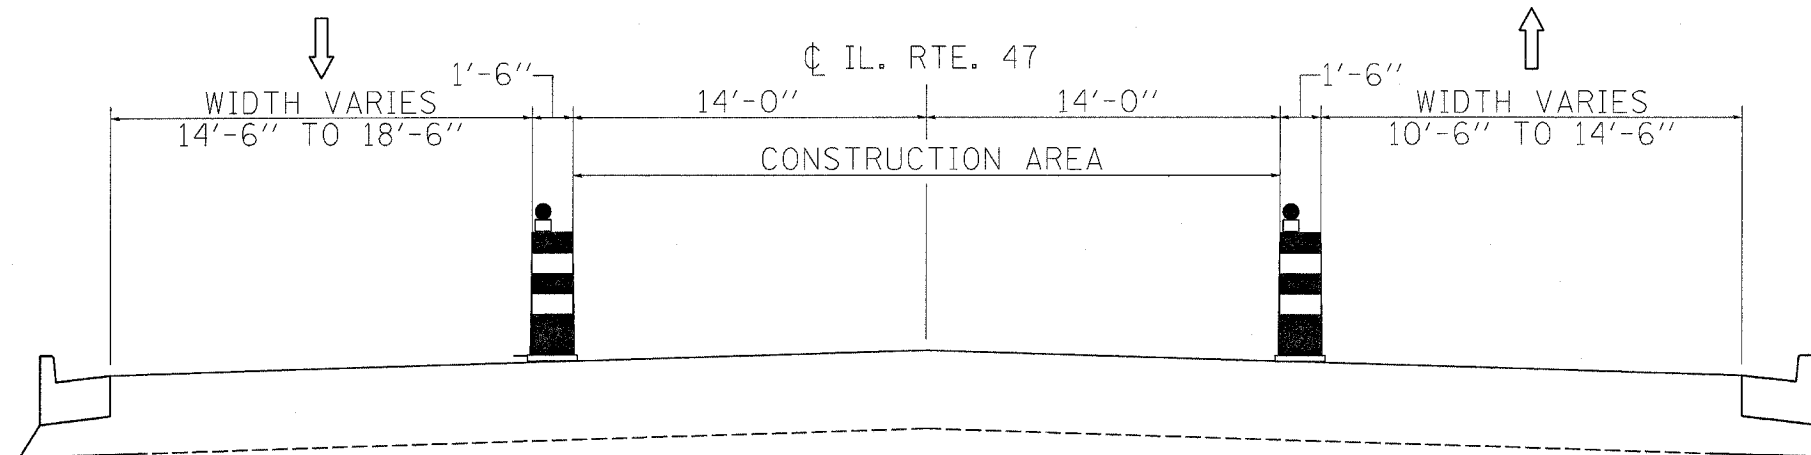 ℄ IL. RTE. 47
1'-6"
1'-6"
WIDTH VARIES
14'-6" TO 18'-6"
14'-0"
14'-0"
WIDTH VARIES
10'-6" TO 14'-6"
CONSTRUCTION AREA